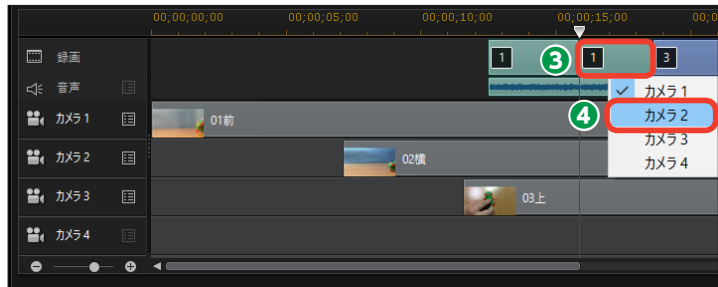 00;00;00;00 00;00;05;00 00;00;10;00 00;00;15;00 00;0
録画 1 ③ 1 3
音声
カメラ 1 01前
カメラ 2 02横
カメラ 3 03上
カメラ 4
カメラ 1
④ カメラ 2
カメラ 3
カメラ 4